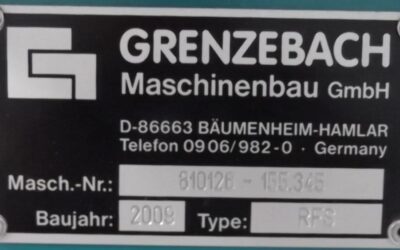 GRENZEBACH
Maschinenbau GmbH
D-86663 BÄUMENHEIM-HAMLAR
Telefon 0906/982-0 · Germany
Masch.-Nr.: 810126 - 155.345
Baujahr: 2008 Type: RFS